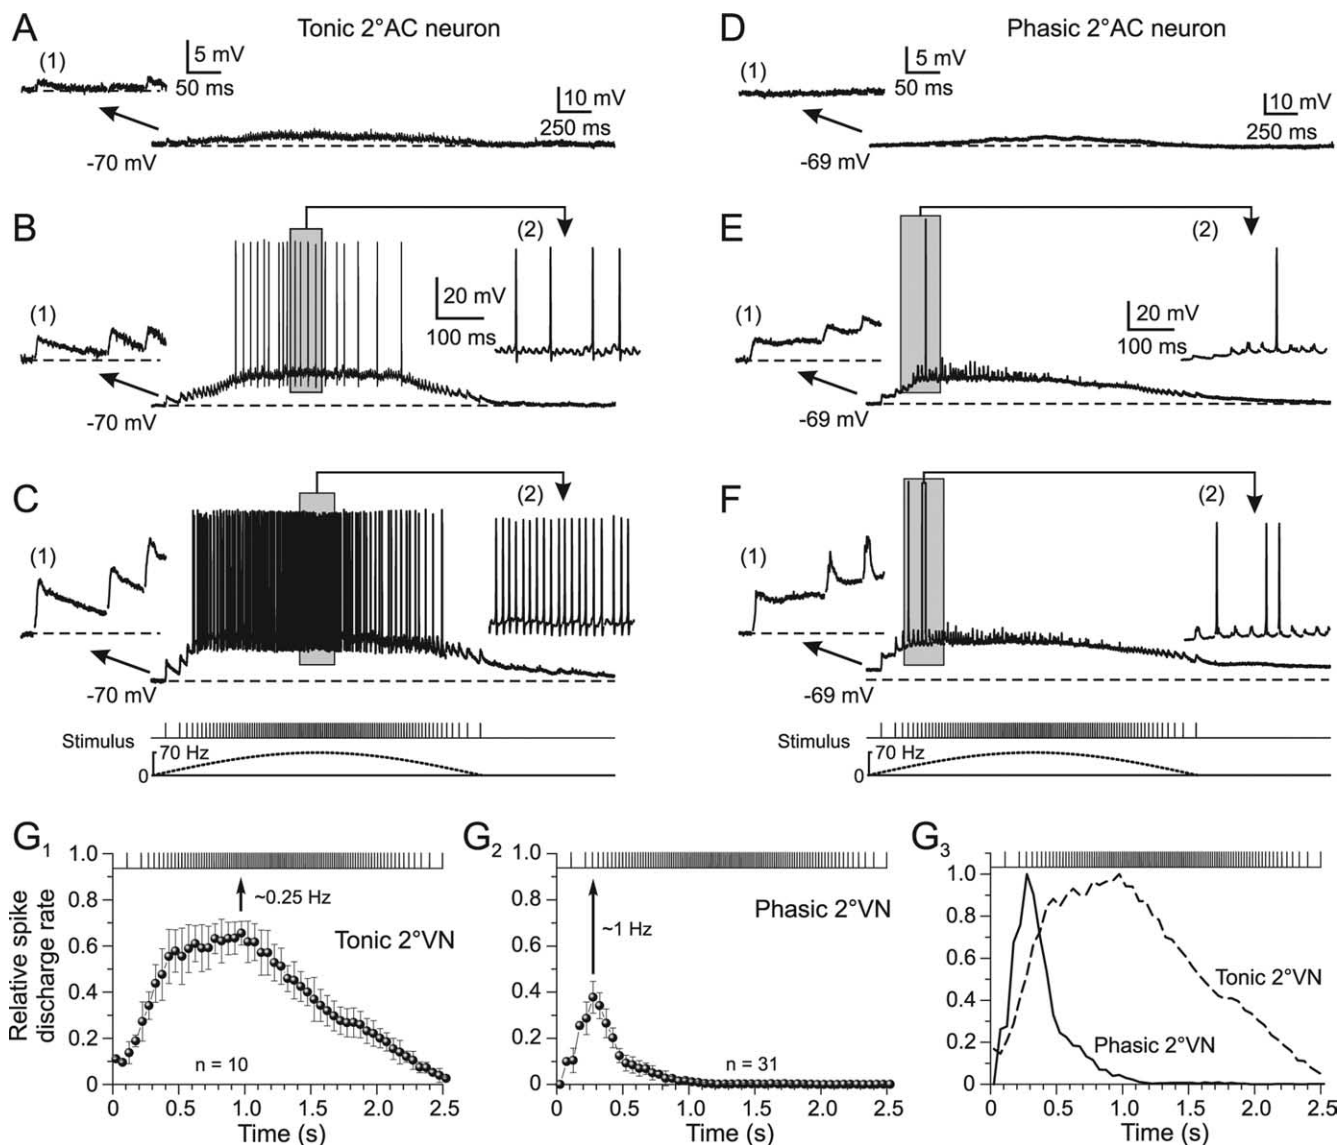 A
Tonic 2°AC neuron
(1)
5 mV
50 ms
10 mV
250 ms
-70 mV
D
Phasic 2°AC neuron
(1)
5 mV
50 ms
10 mV
250 ms
-69 mV
B
(1)
(2)
20 mV
100 ms
-70 mV
E
(1)
(2)
20 mV
100 ms
-69 mV
C
(1)
(2)
-70 mV
F
(1)
(2)
-69 mV
Stimulus
70 Hz
0
Stimulus
70 Hz
0
G1
Relative spike
discharge rate
1.0
0.8
0.6
0.4
0.2
0
~0.25 Hz
Tonic 2°VN
n = 10
0 0.5 1.0 1.5 2.0 2.5
Time (s)
G2
1.0
0.8
0.6
0.4
0.2
0
~1 Hz
Phasic 2°VN
n = 31
0 0.5 1.0 1.5 2.0 2.5
Time (s)
G3
1.0
0.8
0.6
0.4
0.2
0
Tonic 2°VN
Phasic 2°VN
0 0.5 1.0 1.5 2.0 2.5
Time (s)